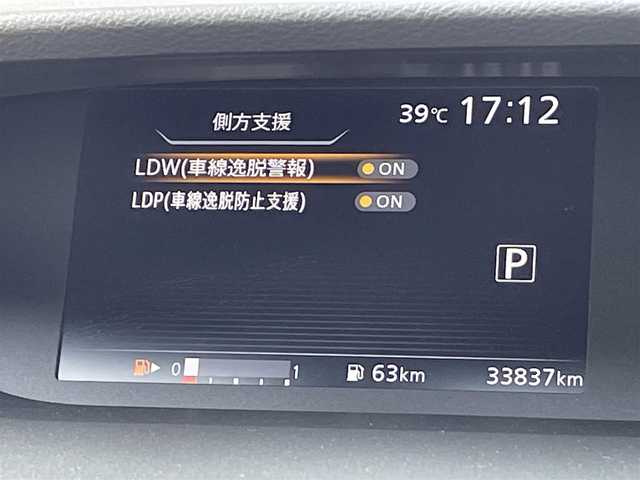 側方支援
39℃ 17:12
LDW(車線逸脱警報) ON
LDP(車線逸脱防止支援) ON
P
0 1 63km 33837km